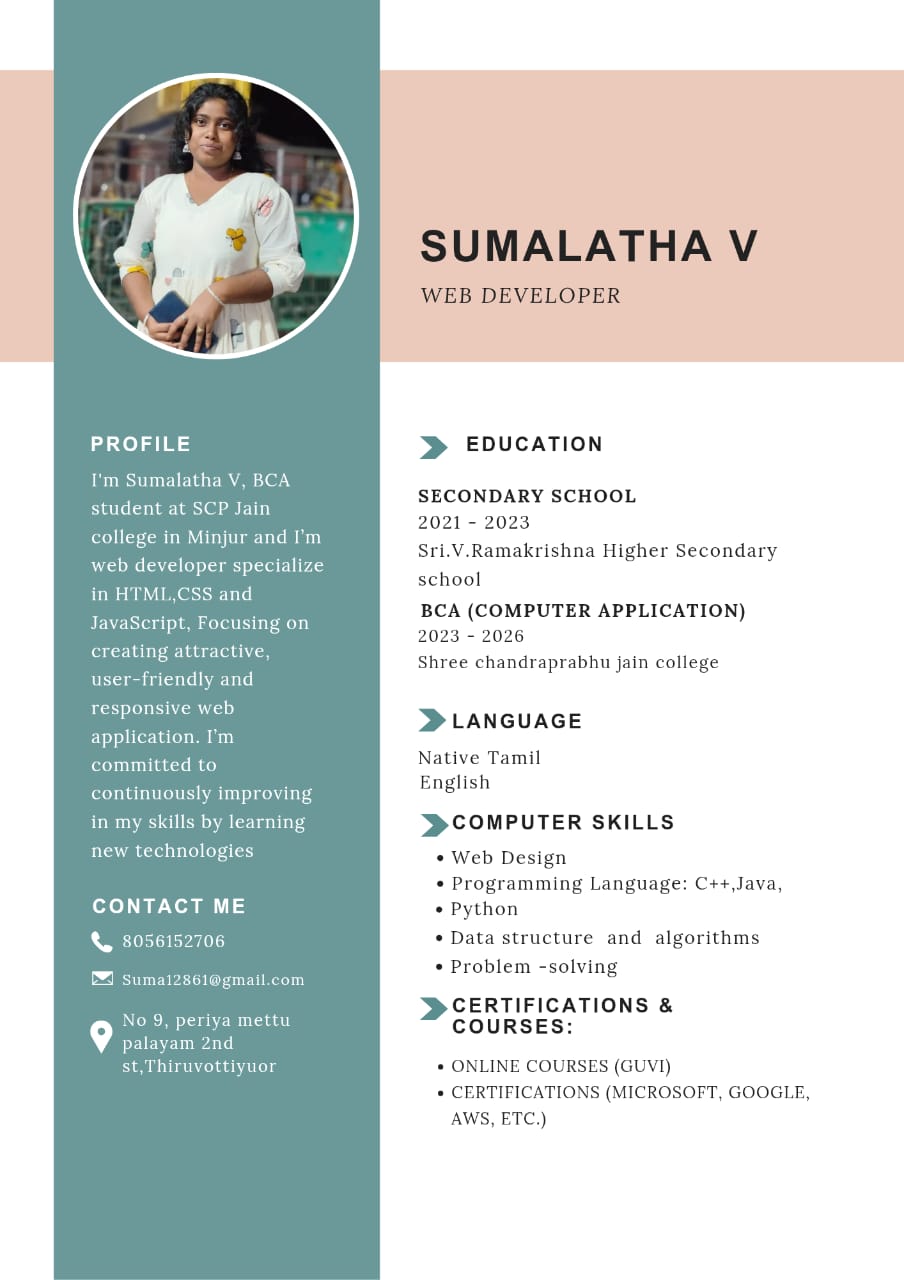 SUMALATHA V
WEB DEVELOPER
PROFILE
I'm Sumalatha V, BCA
student at SCP Jain
college in Minjur and I’m
web developer specialize
in HTML,CSS and
JavaScript, Focusing on
creating attractive,
user-friendly and
responsive web
application. I’m
committed to
continuously improving
in my skills by learning
new technologies
CONTACT ME
8056152706
Suma12861@gmail.com
No 9, periya mettu
palayam 2nd
st,Thiruvottiyuor
EDUCATION
SECONDARY SCHOOL
2021 - 2023
Sri.V.Ramakrishna Higher Secondary
school
BCA (COMPUTER APPLICATION)
2023 - 2026
Shree chandraprabhu jain college
LANGUAGE
Native Tamil
English
COMPUTER SKILLS
• Web Design
• Programming Language: C++,Java,
• Python
• Data structure and algorithms
• Problem -solving
CERTIFICATIONS &
COURSES:
• ONLINE COURSES (GUVI)
• CERTIFICATIONS (MICROSOFT, GOOGLE,
AWS, ETC.)